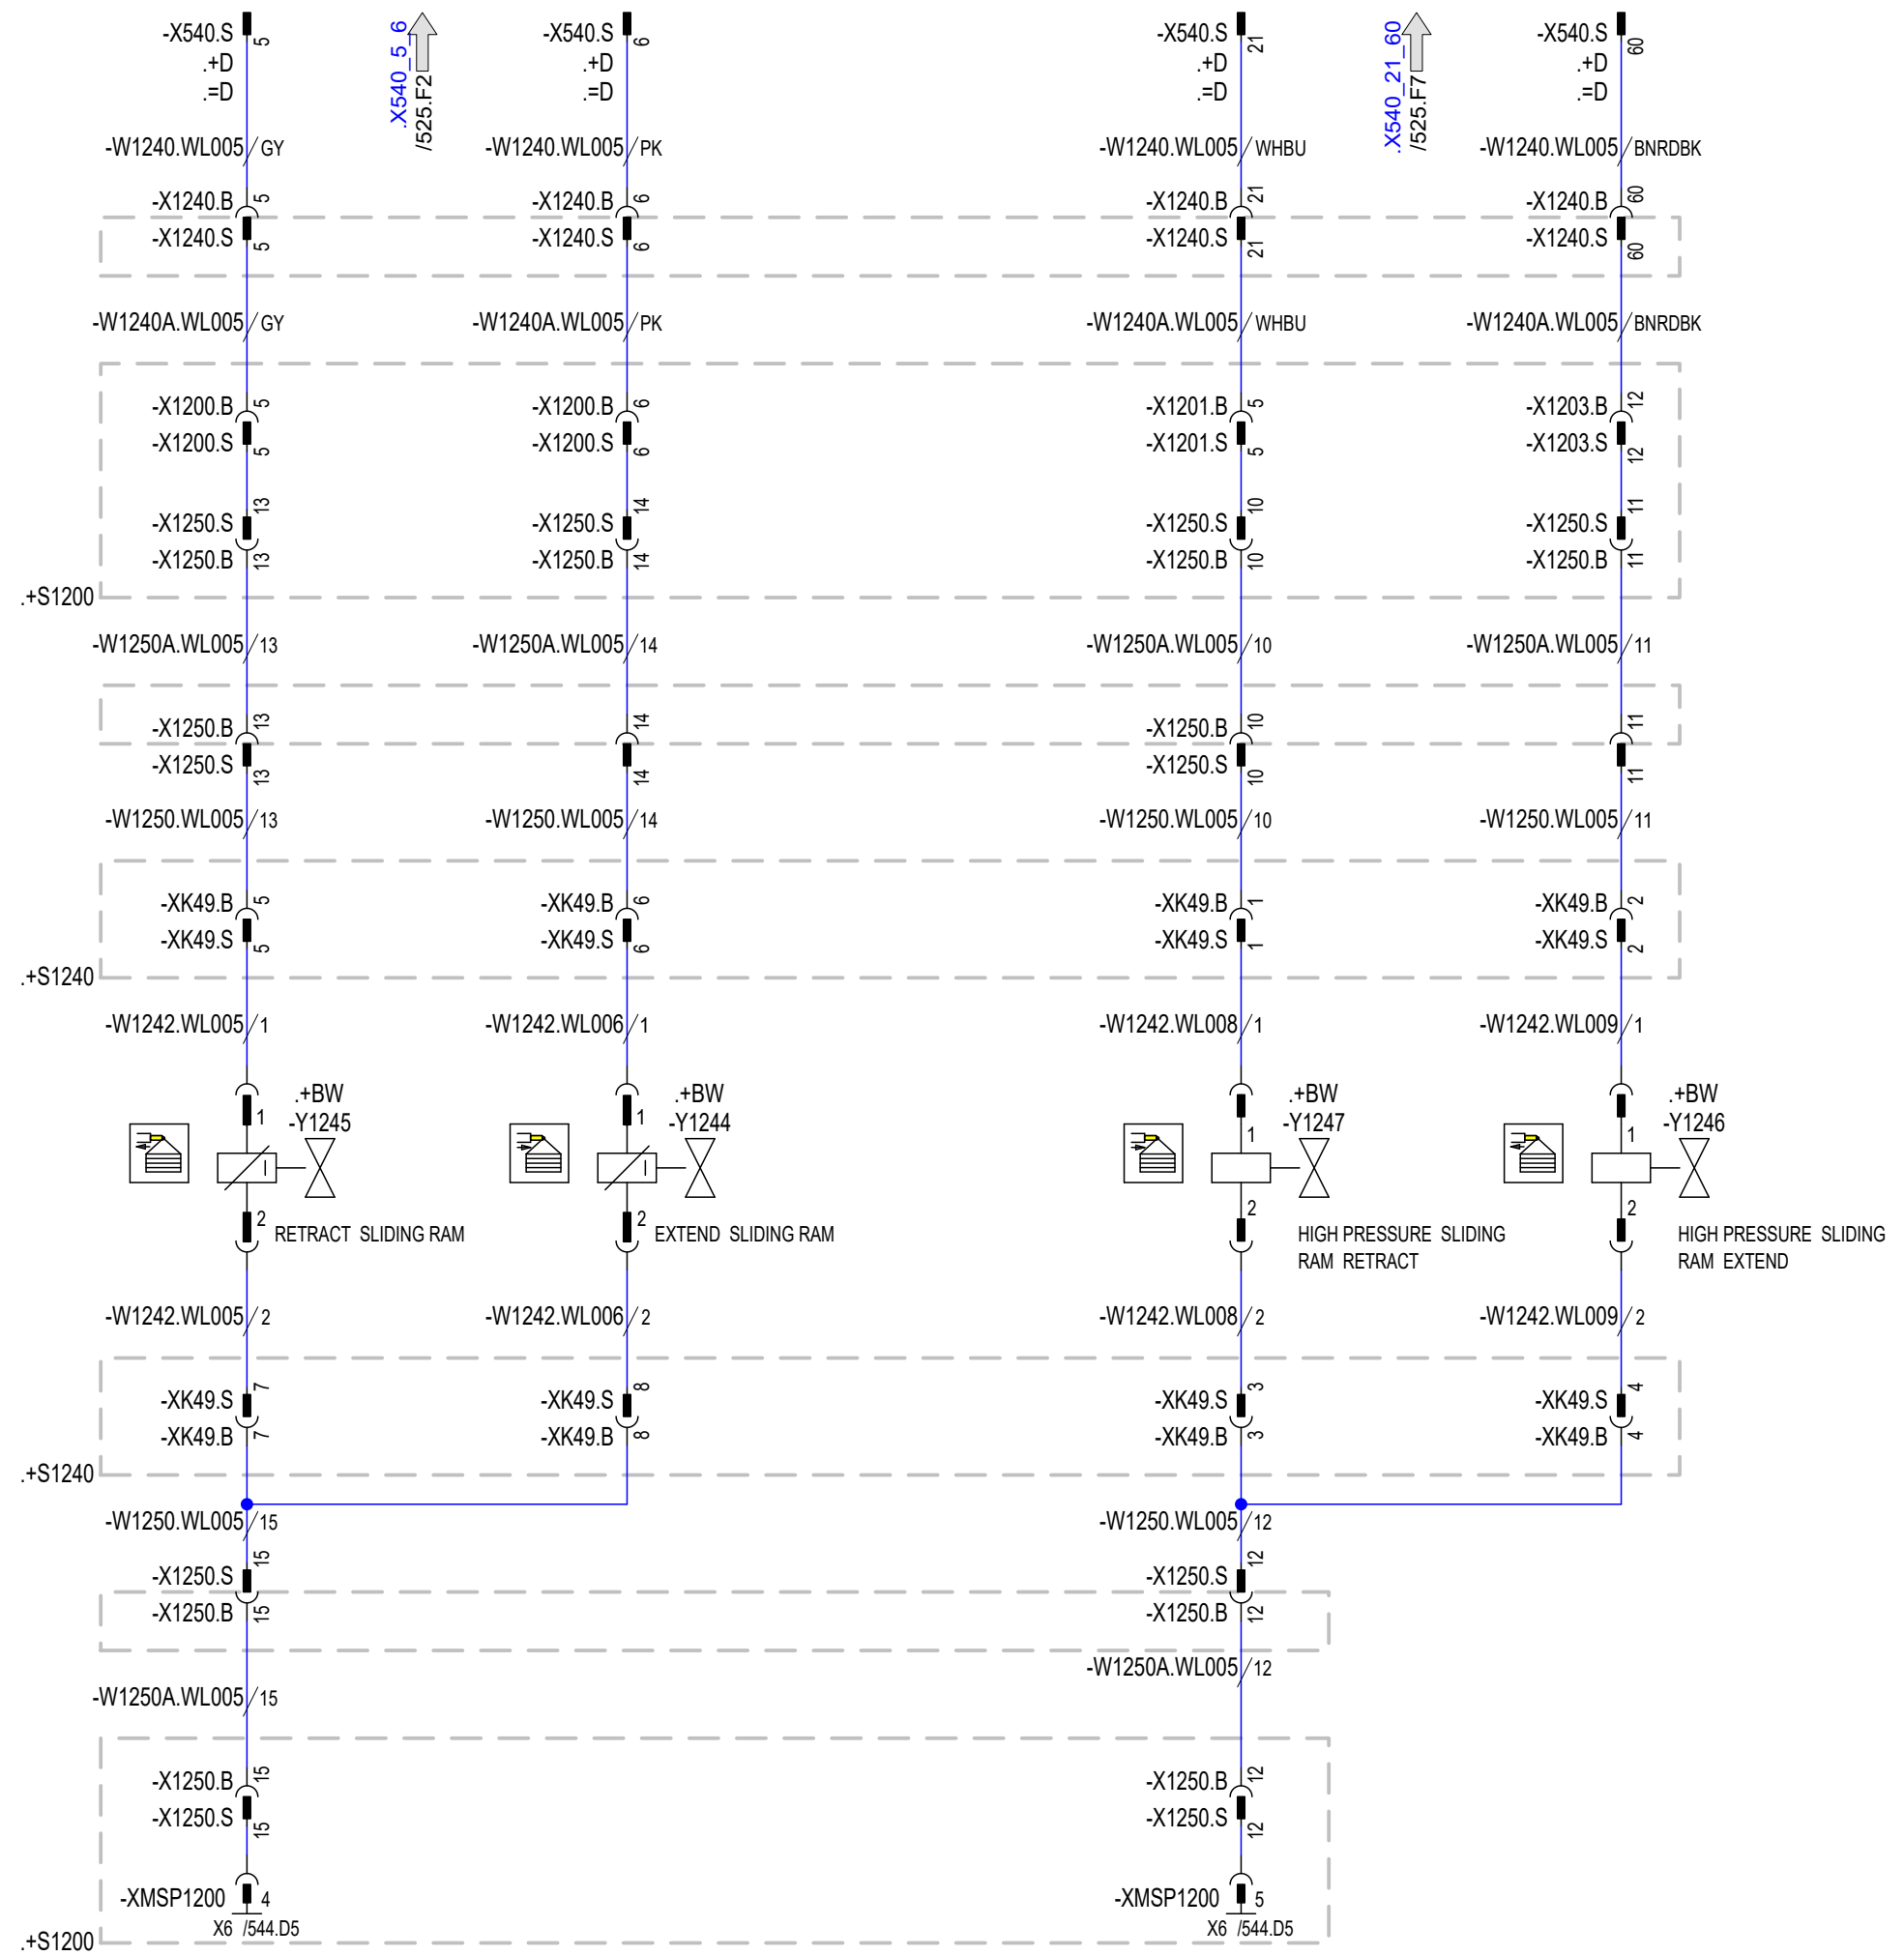 -X540.S 5 .X540_5_6 -X540.S 6 -X540.S 21 .X540_21_60 -X540.S 60
.+D /525.F2 .+D .+D /525.F7 .+D
.=D .=D .=D .=D
-W1240.WL005 GY -W1240.WL005 PK -W1240.WL005 WHBU -W1240.WL005 BNRDBK
-X1240.B 5 -X1240.B 6 -X1240.B 21 -X1240.B 60
-X1240.S 5 -X1240.S 6 -X1240.S 21 -X1240.S 60
-W1240A.WL005 GY -W1240A.WL005 PK -W1240A.WL005 WHBU -W1240A.WL005 BNRDBK
-X1200.B 5 -X1200.B 6 -X1201.B 5 -X1203.B 12
-X1200.S 5 -X1200.S 6 -X1201.S 5 -X1203.S 12
-X1250.S 13 -X1250.S 14 -X1250.S 10 -X1250.S 11
-X1250.B 13 -X1250.B 14 -X1250.B 10 -X1250.B 11
.+S1200
-W1250A.WL005 13 -W1250A.WL005 14 -W1250A.WL005 10 -W1250A.WL005 11
-X1250.B 13 14 -X1250.B 10 11
-X1250.S 13 14 -X1250.S 10 11
-W1250.WL005 13 -W1250.WL005 14 -W1250.WL005 10 -W1250.WL005 11
-XK49.B 5 -XK49.B 6 -XK49.B 1 -XK49.B 2
-XK49.S 5 -XK49.S 6 -XK49.S 1 -XK49.S 2
.+S1240
-W1242.WL005 1 -W1242.WL006 1 -W1242.WL008 1 -W1242.WL009 1
.+BW .+BW .+BW .+BW
1 -Y1245 1 -Y1244 1 -Y1247 1 -Y1246
2 RETRACT SLIDING RAM 2 EXTEND SLIDING RAM 2 HIGH PRESSURE SLIDING 2 HIGH PRESSURE SLIDING
RAM RETRACT RAM EXTEND
-W1242.WL005 2 -W1242.WL006 2 -W1242.WL008 2 -W1242.WL009 2
-XK49.S 7 -XK49.S 8 -XK49.S 3 -XK49.S 4
-XK49.B 7 -XK49.B 8 -XK49.B 3 -XK49.B 4
.+S1240
-W1250.WL005 15 -W1250.WL005 12
-X1250.S 15 -X1250.S 12
-X1250.B 15 -X1250.B 12
-W1250A.WL005 12
-W1250A.WL005 15
-X1250.B 15 -X1250.B 12
-X1250.S 15 -X1250.S 12
-XMSP1200 4 -XMSP1200 5
X6 /544.D5 X6 /544.D5
.+S1200